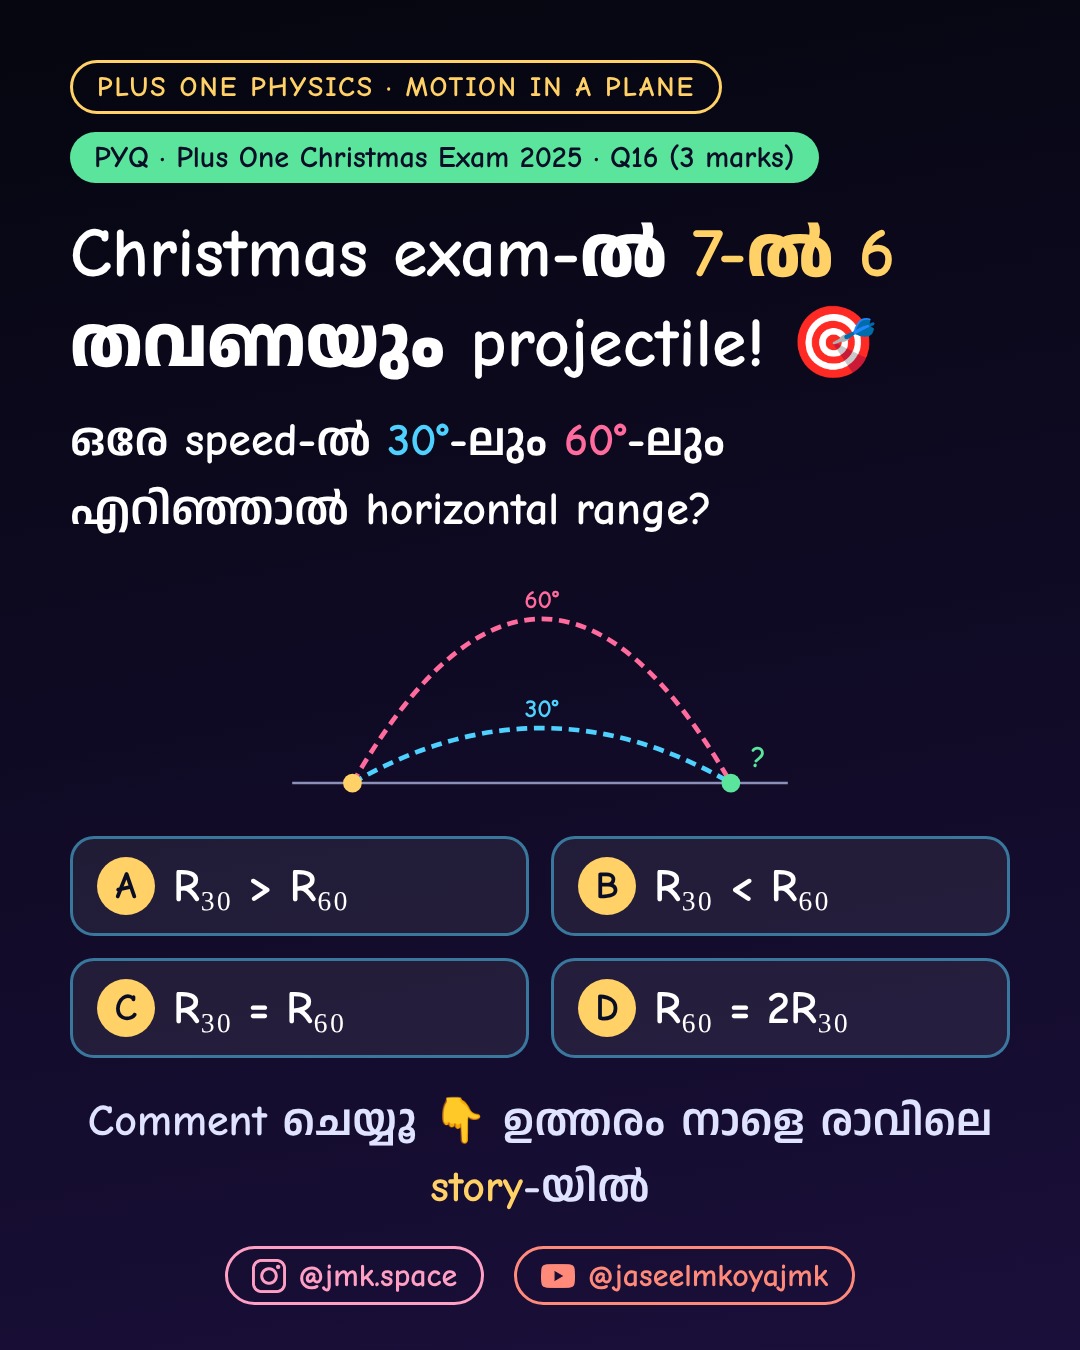 PLUS ONE PHYSICS · MOTION IN A PLANE
PYQ · Plus One Christmas Exam 2025 · Q16 (3 marks)
Christmas exam-ൽ 7-ൽ 6
തവണയും projectile! 🎯
ഒരേ speed-ൽ 30°-ലും 60°-ലും
എറിഞ്ഞാൽ horizontal range?
60°
30°
?
A R₃₀ > R₆₀
B R₃₀ < R₆₀
C R₃₀ = R₆₀
D R₆₀ = 2R₃₀
Comment ചെയ്യൂ 👇 ഉത്തരം നാളെ രാവിലെ
story-യിൽ
@jmk.space
@jaseelmkoyajmk